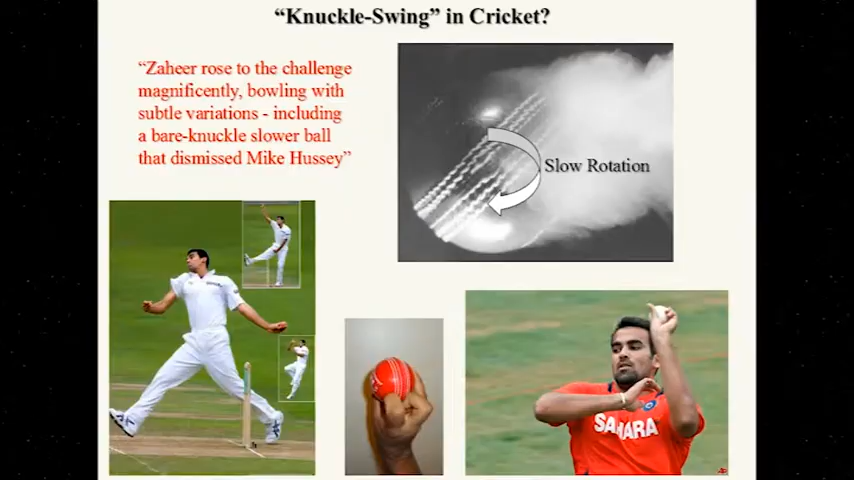 “Knuckle-Swing” in Cricket?
“Zaheer rose to the challenge
magnificently, bowling with
subtle variations - including
a bare-knuckle slower ball
that dismissed Mike Hussey”
Slow Rotation
SAHARA